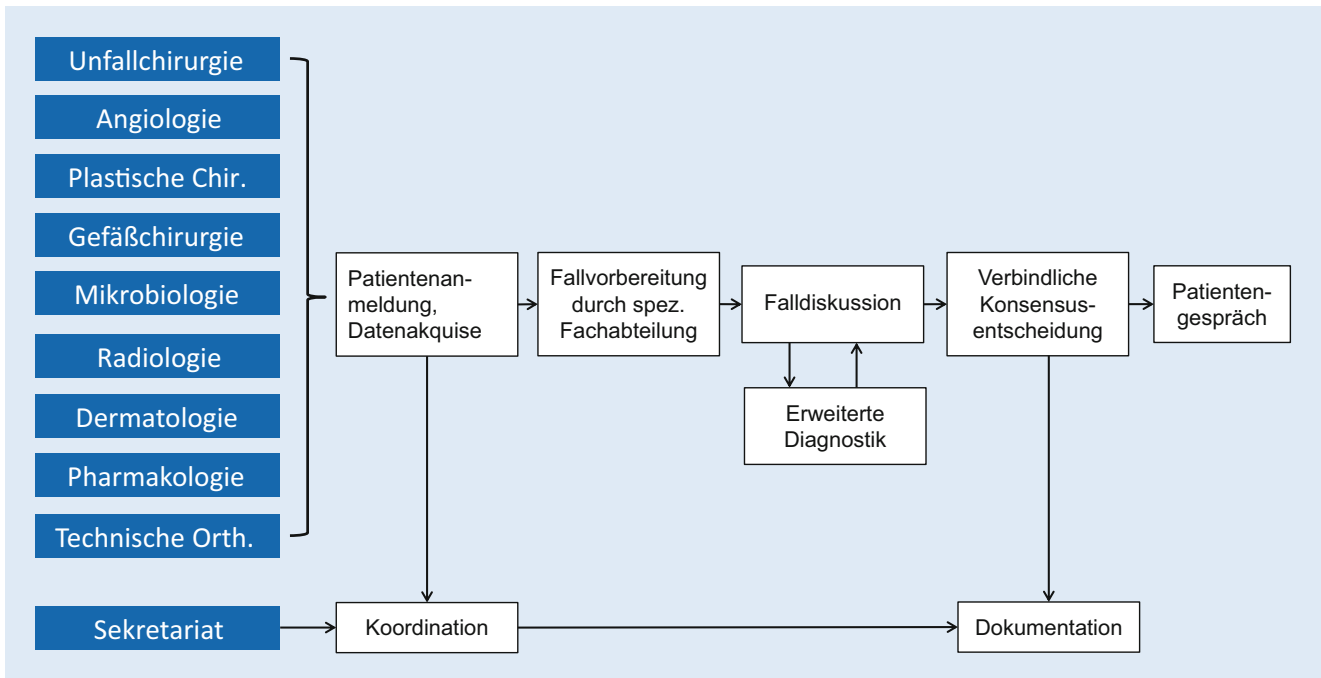 Unfallchirurgie
Angiologie
Plastische Chir.
Gefäßchirurgie
Mikrobiologie
Radiologie
Dermatologie
Pharmakologie
Technische Orth.
Sekretariat
Patientenan-
meldung,
Datenakquise
Fallvorbereitung
durch spez.
Fachabteilung
Falldiskussion
Erweiterte
Diagnostik
Verbindliche
Konsensus-
entscheidung
Patienten-
gespräch
Koordination
Dokumentation